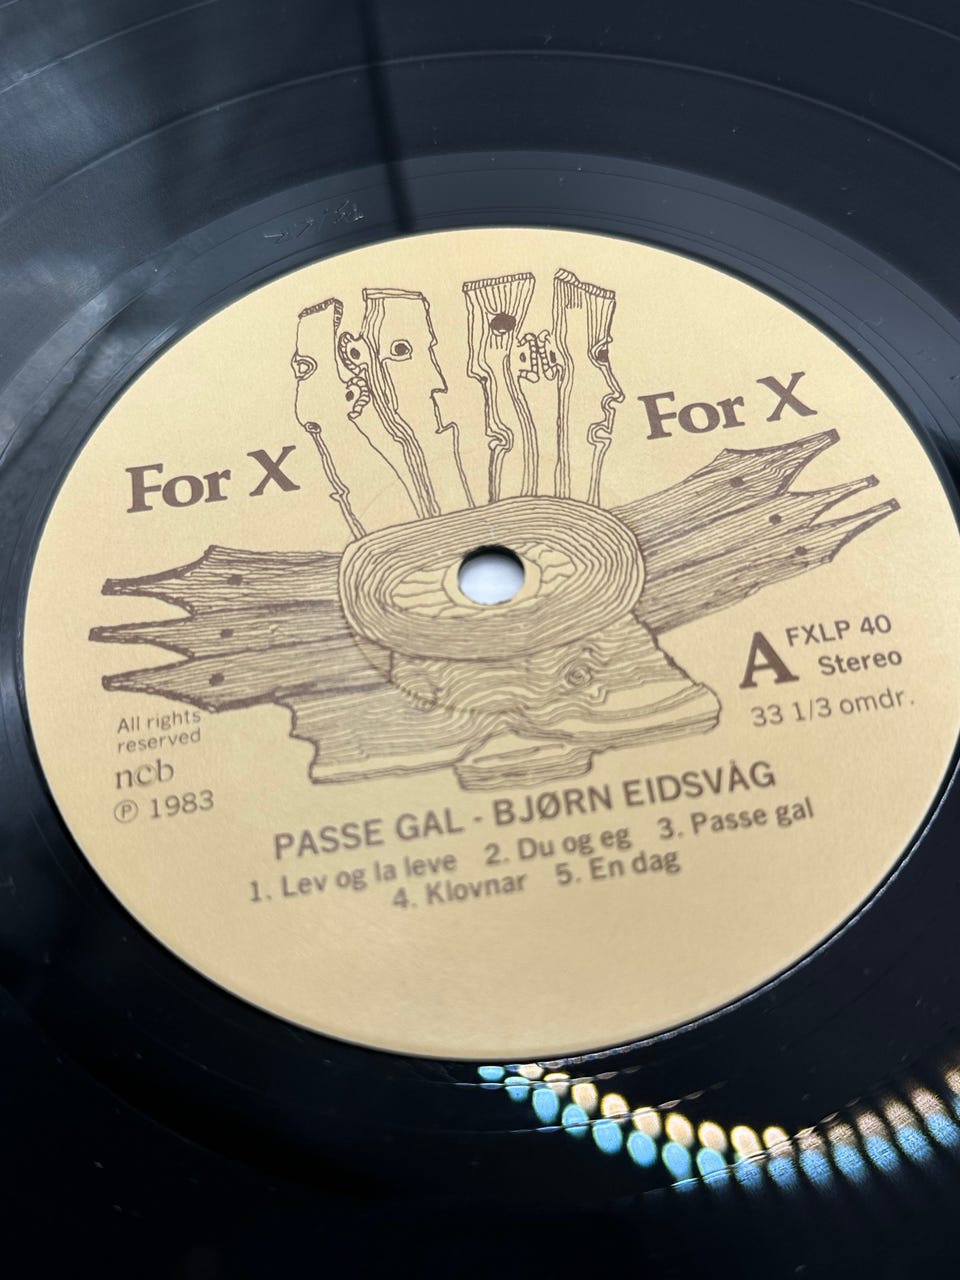 For X
For X
A FXLP 40
Stereo
33 1/3 omdr.
All rights
reserved
ncb
℗ 1983
PASSE GAL - BJØRN EIDSVÅG
1. Lev og la leve 2. Du og eg 3. Passe gal
4. Klovnar 5. En dag